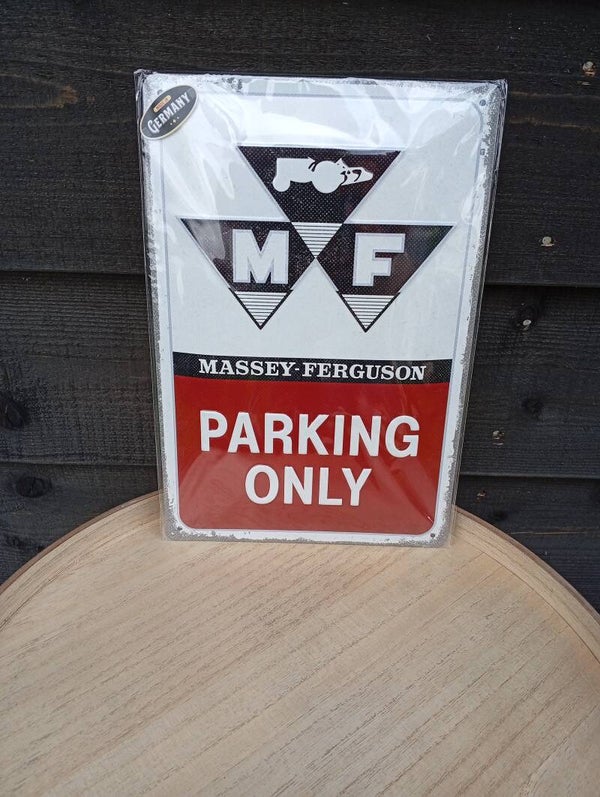 GERMANY
M F
MASSEY-FERGUSON
PARKING
ONLY